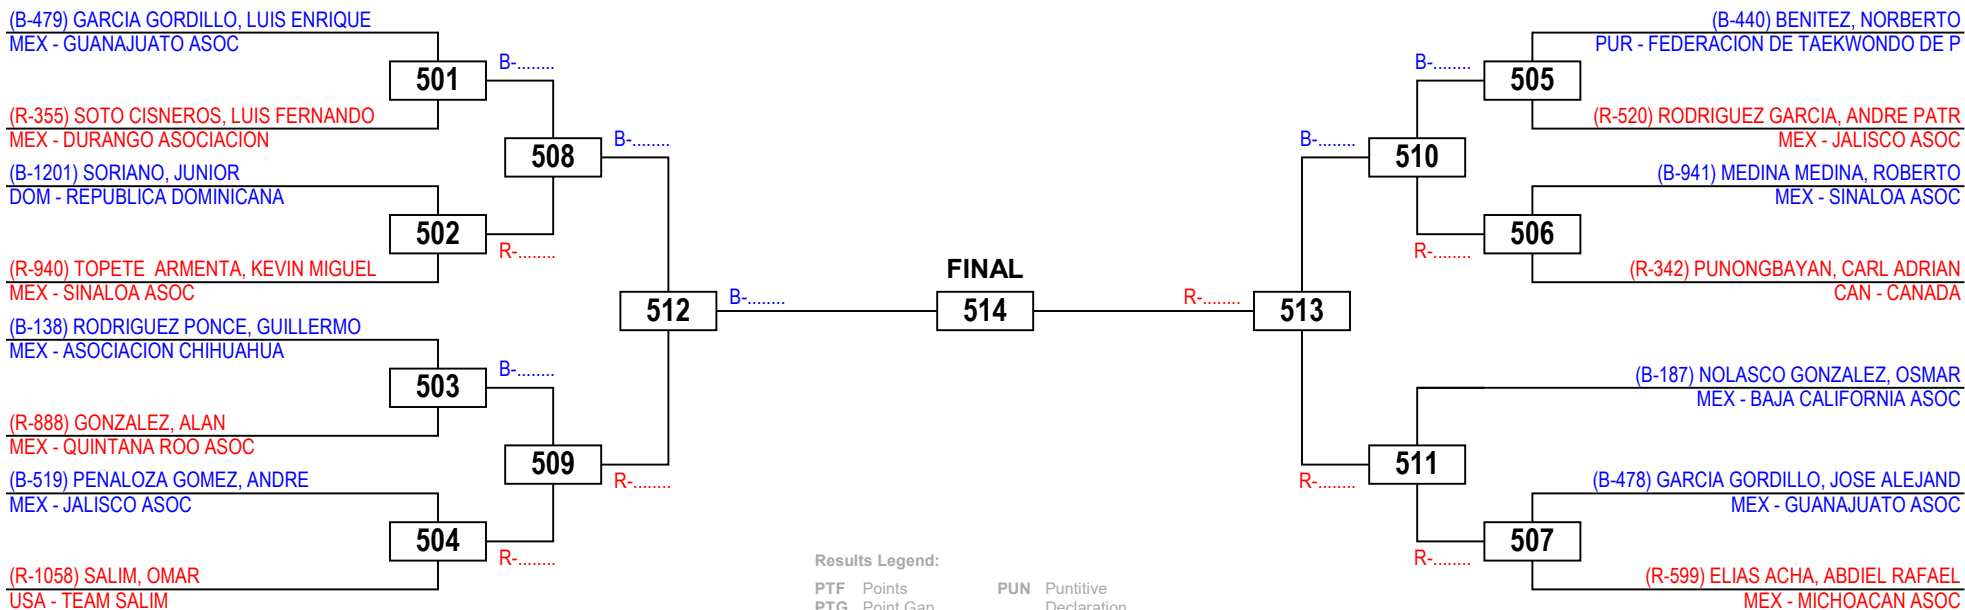 (B-479) GARCIA GORDILLO, LUIS ENRIQUE
MEX - GUANAJUATO ASOC
501
B-........
(R-355) SOTO CISNEROS, LUIS FERNANDO
MEX - DURANGO ASOCIACION
508
B-........
(B-1201) SORIANO, JUNIOR
DOM - REPUBLICA DOMINICANA
502
R-........
(R-940) TOPETE  ARMENTA, KEVIN MIGUEL
MEX - SINALOA ASOC
512
B-........
(B-138) RODRIGUEZ PONCE, GUILLERMO
MEX - ASOCIACION CHIHUAHUA
503
B-........
(R-888) GONZALEZ, ALAN
MEX - QUINTANA ROO ASOC
509
R-........
(B-519) PEÑALOZA GOMEZ, ANDRE
MEX - JALISCO ASOC
504
R-........
(R-1058) SALIM, OMAR
USA - TEAM SALIM
FINAL
514
(B-440) BENITEZ, NORBERTO
PUR - FEDERACION DE TAEKWONDO DE P
B-........
505
(R-520) RODRIGUEZ GARCIA, ANDRE PATR
MEX - JALISCO ASOC
B-........
510
(B-941) MEDINA MEDINA, ROBERTO
MEX - SINALOA ASOC
R-........
506
(R-342) PUNONGBAYAN, CARL ADRIAN
CAN - CANADA
R-........
513
(B-187) NOLASCO GONZALEZ, OSMAR
MEX - BAJA CALIFORNIA ASOC
R-........
511
(B-478) GARCIA GORDILLO, JOSE ALEJAND
MEX - GUANAJUATO ASOC
R-........
507
(R-599) ELIAS ACHA, ABDIEL RAFAEL
MEX - MICHOACAN ASOC
Results Legend:
PTF Points PUN Puntitive
PTG Point Gap Declaration